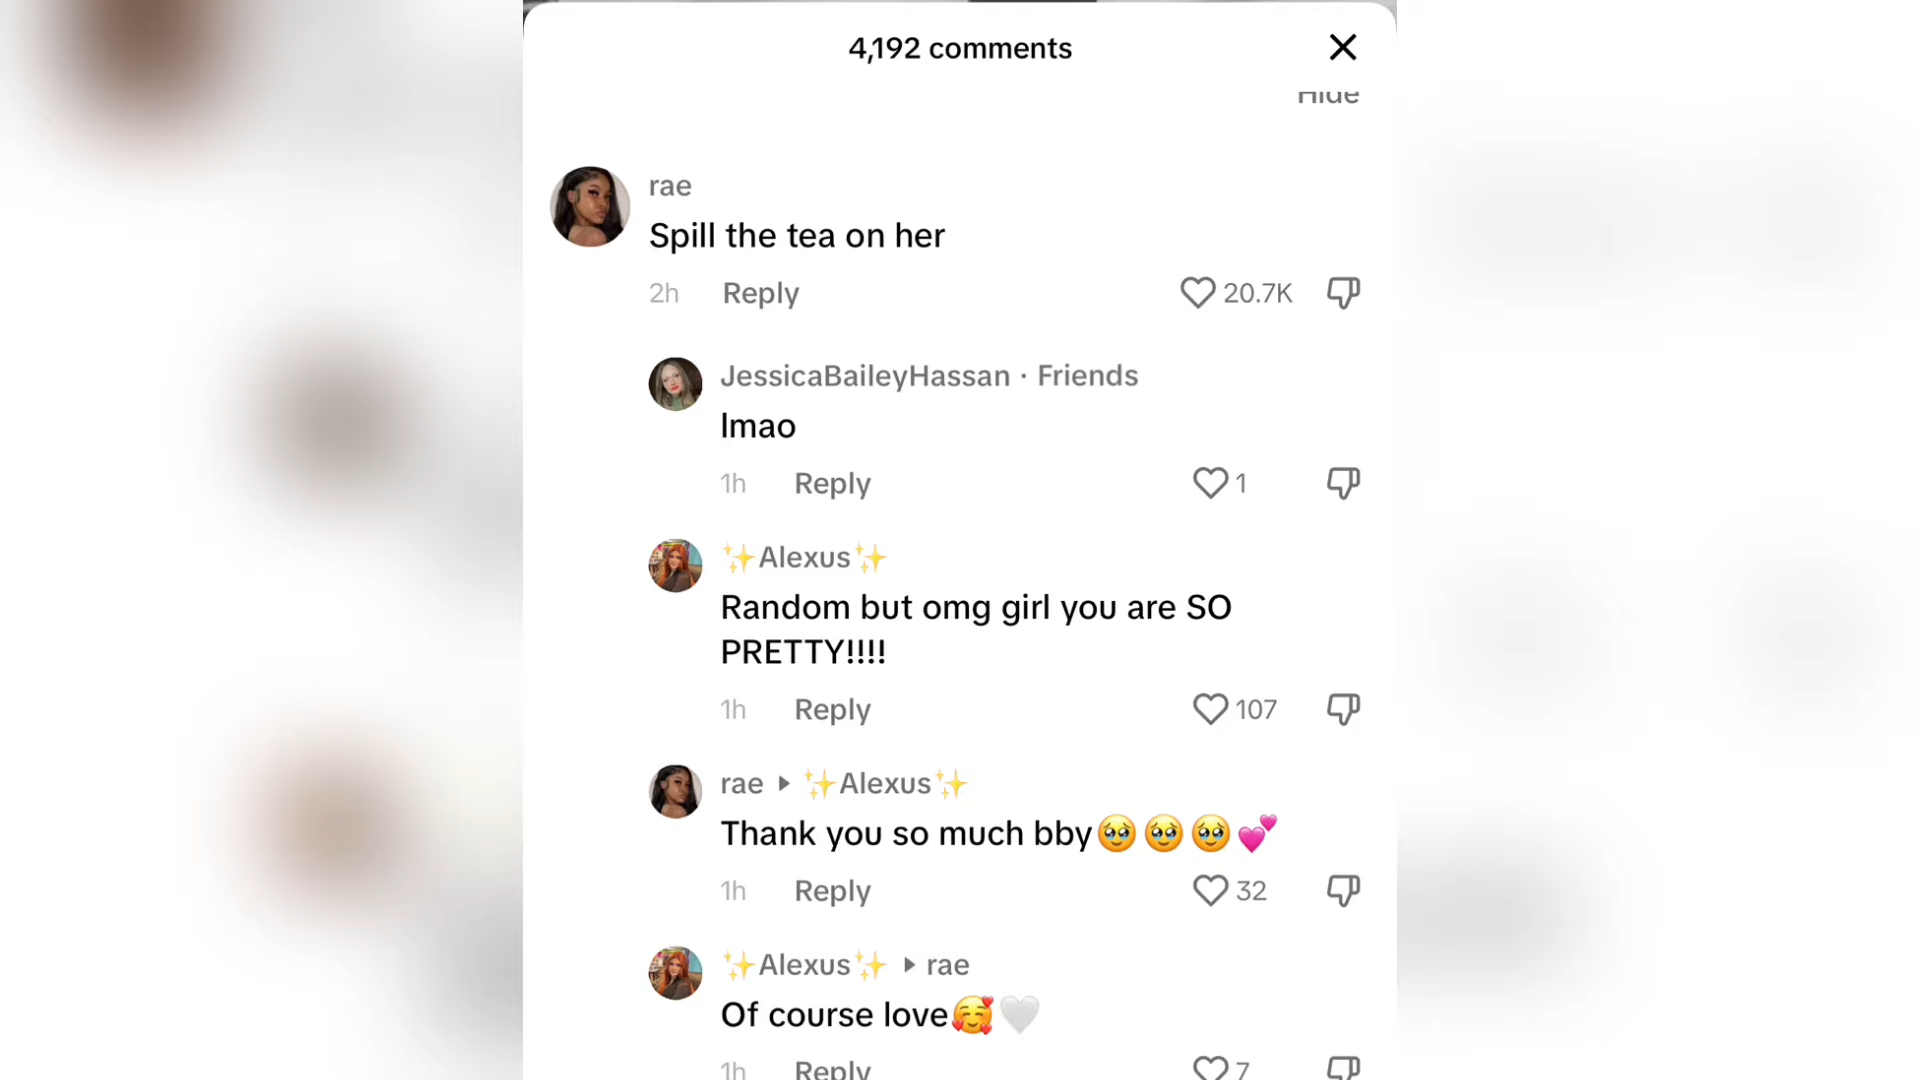 4,192 comments
Hide
rae
Spill the tea on her
2h Reply 20.7K
JessicaBaileyHassan · Friends
lmao
1h Reply 1
✨Alexus✨
Random but omg girl you are SO
PRETTY!!!!
1h Reply 107
rae ▸ ✨Alexus✨
Thank you so much bby🥹🥹🥹💕
1h Reply 32
✨Alexus✨ ▸ rae
Of course love🥰🤍
1h Reply 7